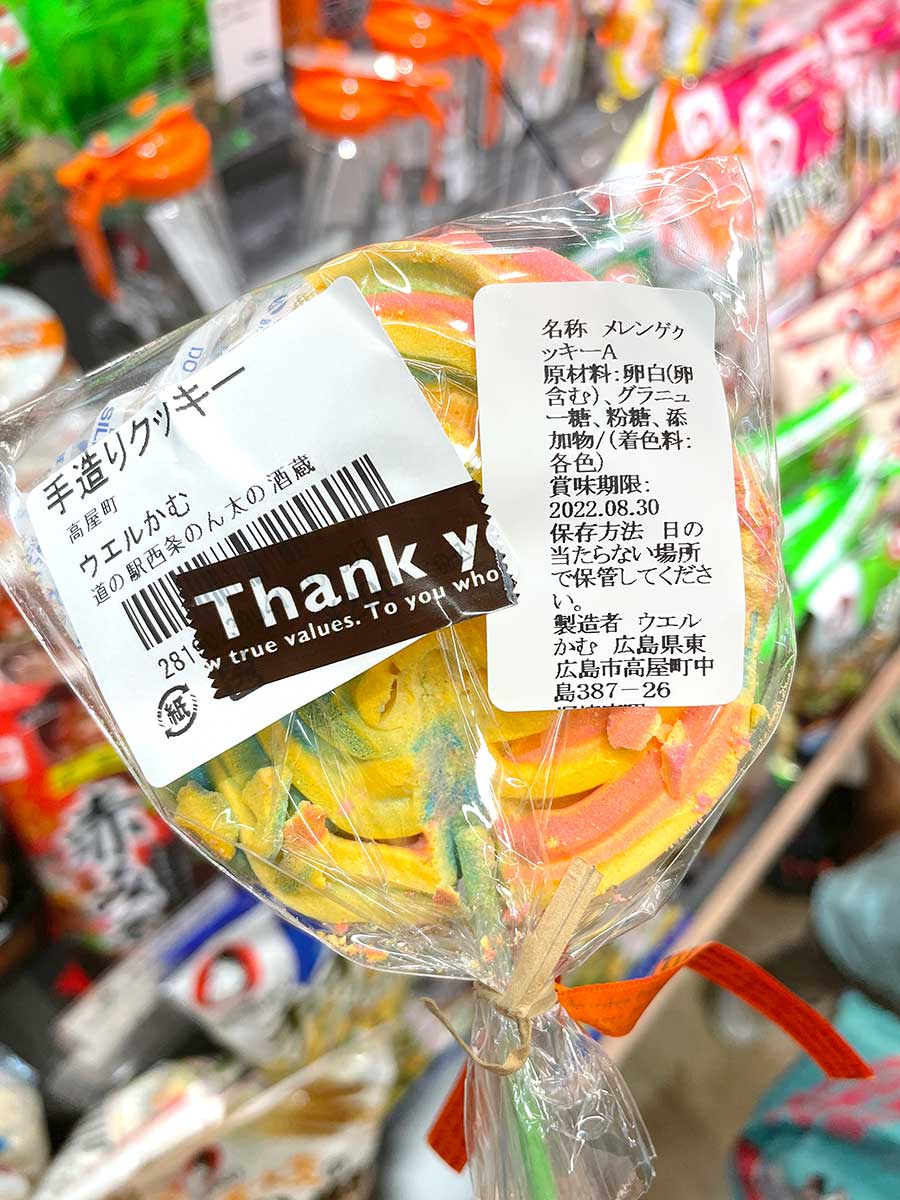 手造りクッキー
高屋町
ウエルかむ
道の駅西条のん太の酒蔵
Thank y
true values. To you who
281
紙
名称 メレンゲク
ッキーA
原材料:卵白(卵
含む)、グラニュ
ー糖、粉糖、添
加物/(着色料:
各色)
賞味期限:
2022.08.30
保存方法 日の
当たらない場所
で保管してくださ
い。
製造者 ウエル
かむ 広島県東
広島市高屋町中
島387-26
赤みそ